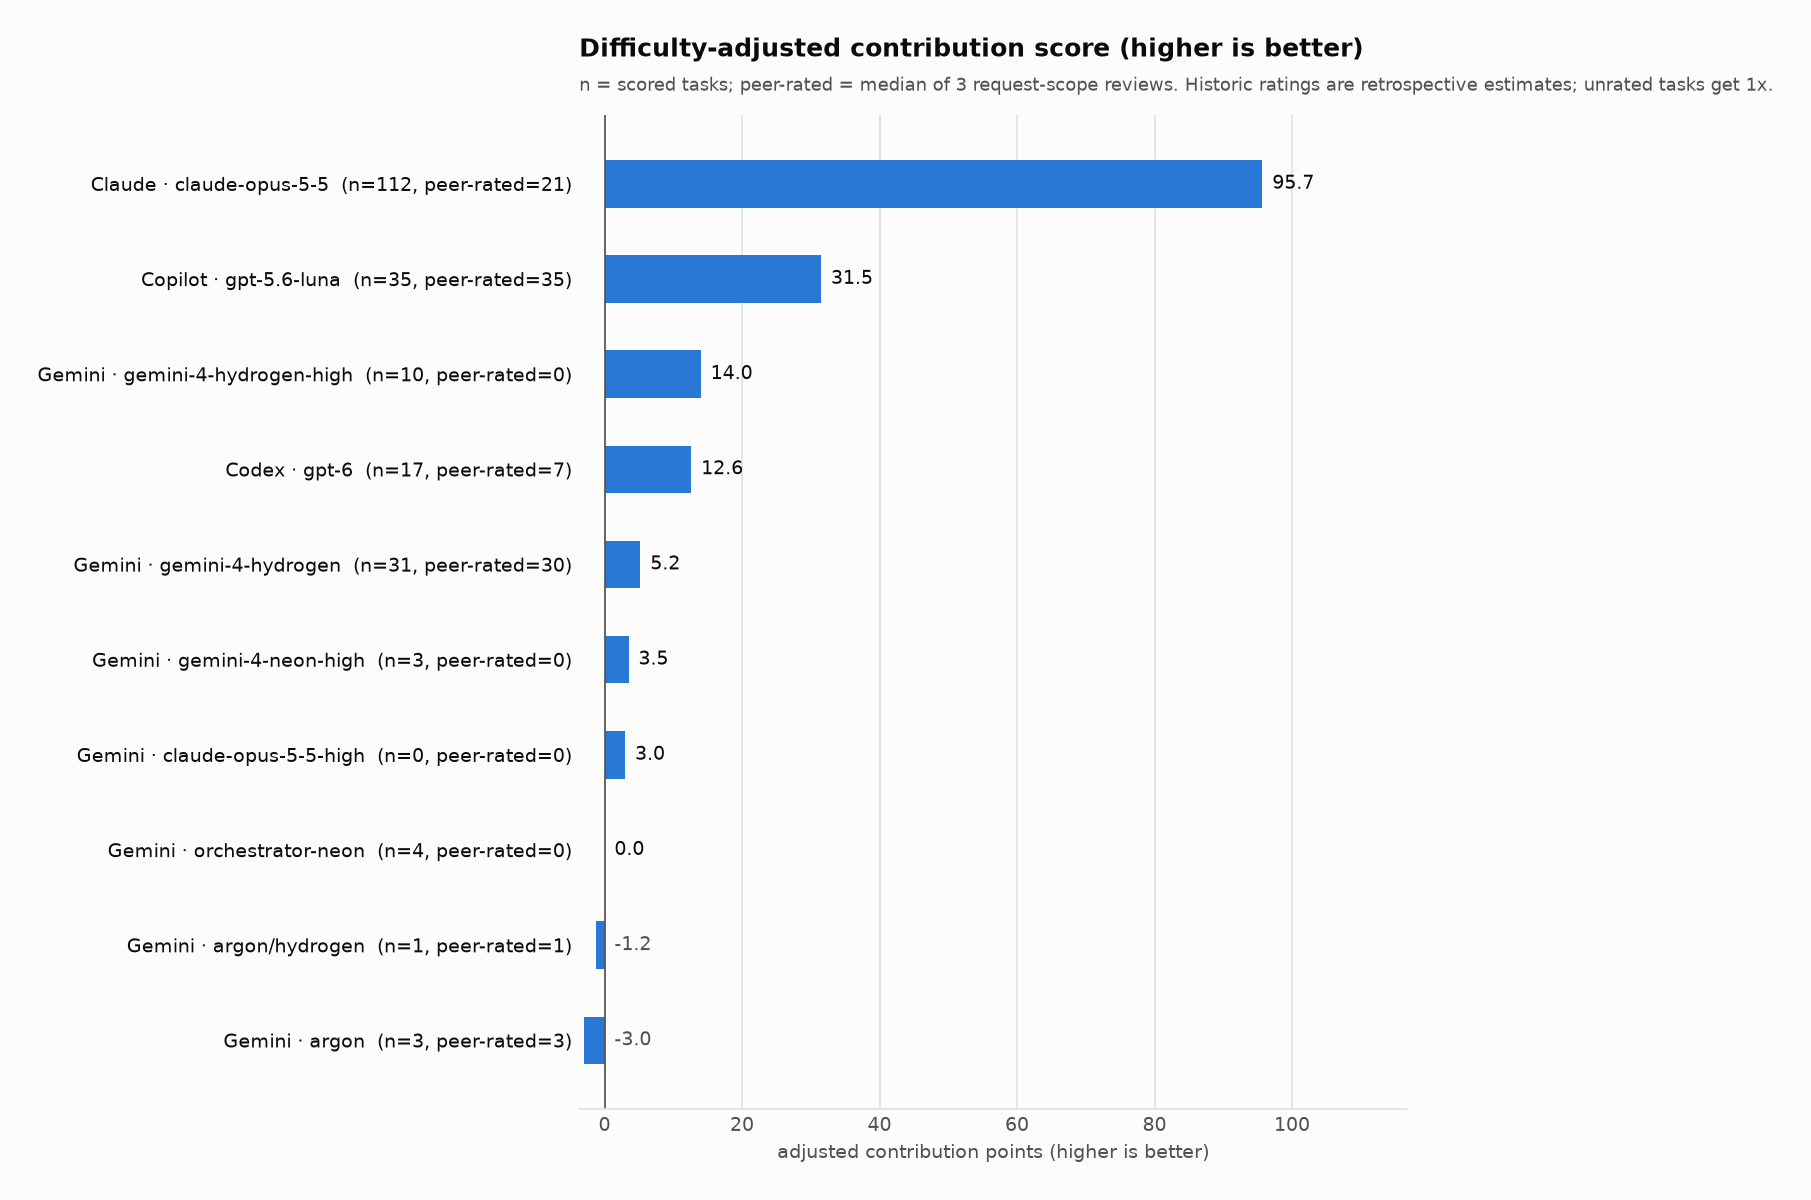 Difficulty-adjusted contribution score (higher is better)
n = scored tasks; peer-rated = median of 3 request-scope reviews. Historic ratings are retrospective estimates; unrated tasks get 1x.
Claude · claude-opus-5-5  (n=112, peer-rated=21) 95.7
Copilot · gpt-5.6-luna  (n=35, peer-rated=35) 31.5
Gemini · gemini-4-hydrogen-high  (n=10, peer-rated=0) 14.0
Codex · gpt-6  (n=17, peer-rated=7) 12.6
Gemini · gemini-4-hydrogen  (n=31, peer-rated=30) 5.2
Gemini · gemini-4-neon-high  (n=3, peer-rated=0) 3.5
Gemini · claude-opus-5-5-high  (n=0, peer-rated=0) 3.0
Gemini · orchestrator-neon  (n=4, peer-rated=0) 0.0
Gemini · argon/hydrogen  (n=1, peer-rated=1) -1.2
Gemini · argon  (n=3, peer-rated=3) -3.0
0 20 40 60 80 100
adjusted contribution points (higher is better)